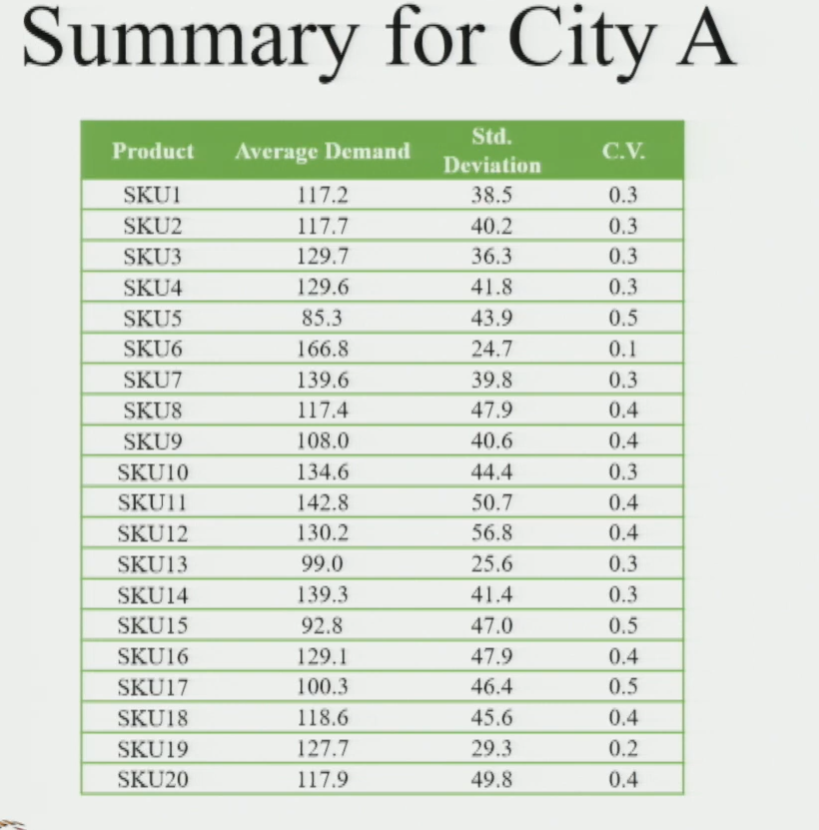 Summary for City A
Product Average Demand Std. Deviation C.V.
SKU1 117.2 38.5 0.3
SKU2 117.7 40.2 0.3
SKU3 129.7 36.3 0.3
SKU4 129.6 41.8 0.3
SKU5 85.3 43.9 0.5
SKU6 166.8 24.7 0.1
SKU7 139.6 39.8 0.3
SKU8 117.4 47.9 0.4
SKU9 108.0 40.6 0.4
SKU10 134.6 44.4 0.3
SKU11 142.8 50.7 0.4
SKU12 130.2 56.8 0.4
SKU13 99.0 25.6 0.3
SKU14 139.3 41.4 0.3
SKU15 92.8 47.0 0.5
SKU16 129.1 47.9 0.4
SKU17 100.3 46.4 0.5
SKU18 118.6 45.6 0.4
SKU19 127.7 29.3 0.2
SKU20 117.9 49.8 0.4